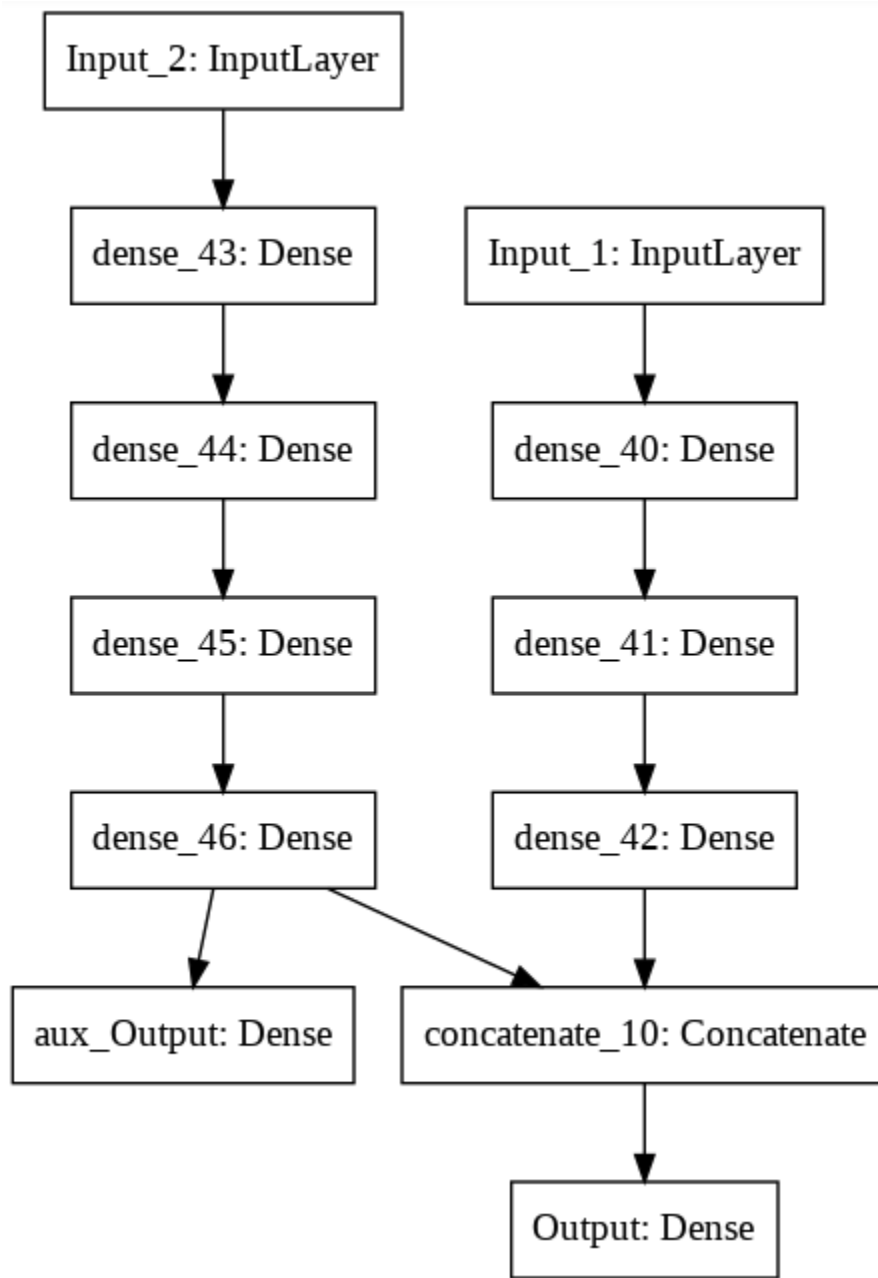 Input_2: InputLayer
dense_43: Dense
Input_1: InputLayer
dense_44: Dense
dense_40: Dense
dense_45: Dense
dense_41: Dense
dense_46: Dense
dense_42: Dense
aux_Output: Dense
concatenate_10: Concatenate
Output: Dense